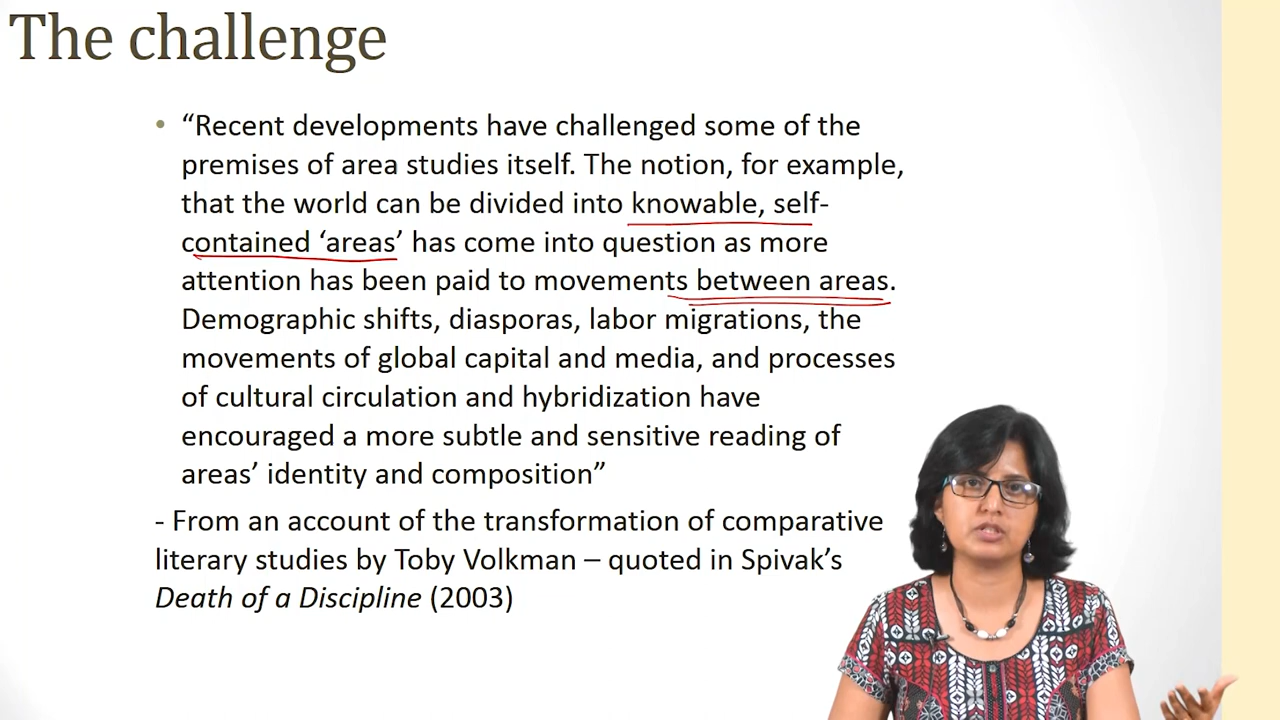 The challenge
• “Recent developments have challenged some of the
premises of area studies itself. The notion, for example,
that the world can be divided into knowable, self-
contained ‘areas’ has come into question as more
attention has been paid to movements between areas.
Demographic shifts, diasporas, labor migrations, the
movements of global capital and media, and processes
of cultural circulation and hybridization have
encouraged a more subtle and sensitive reading of
areas’ identity and composition”
- From an account of the transformation of comparative
literary studies by Toby Volkman – quoted in Spivak’s
Death of a Discipline (2003)